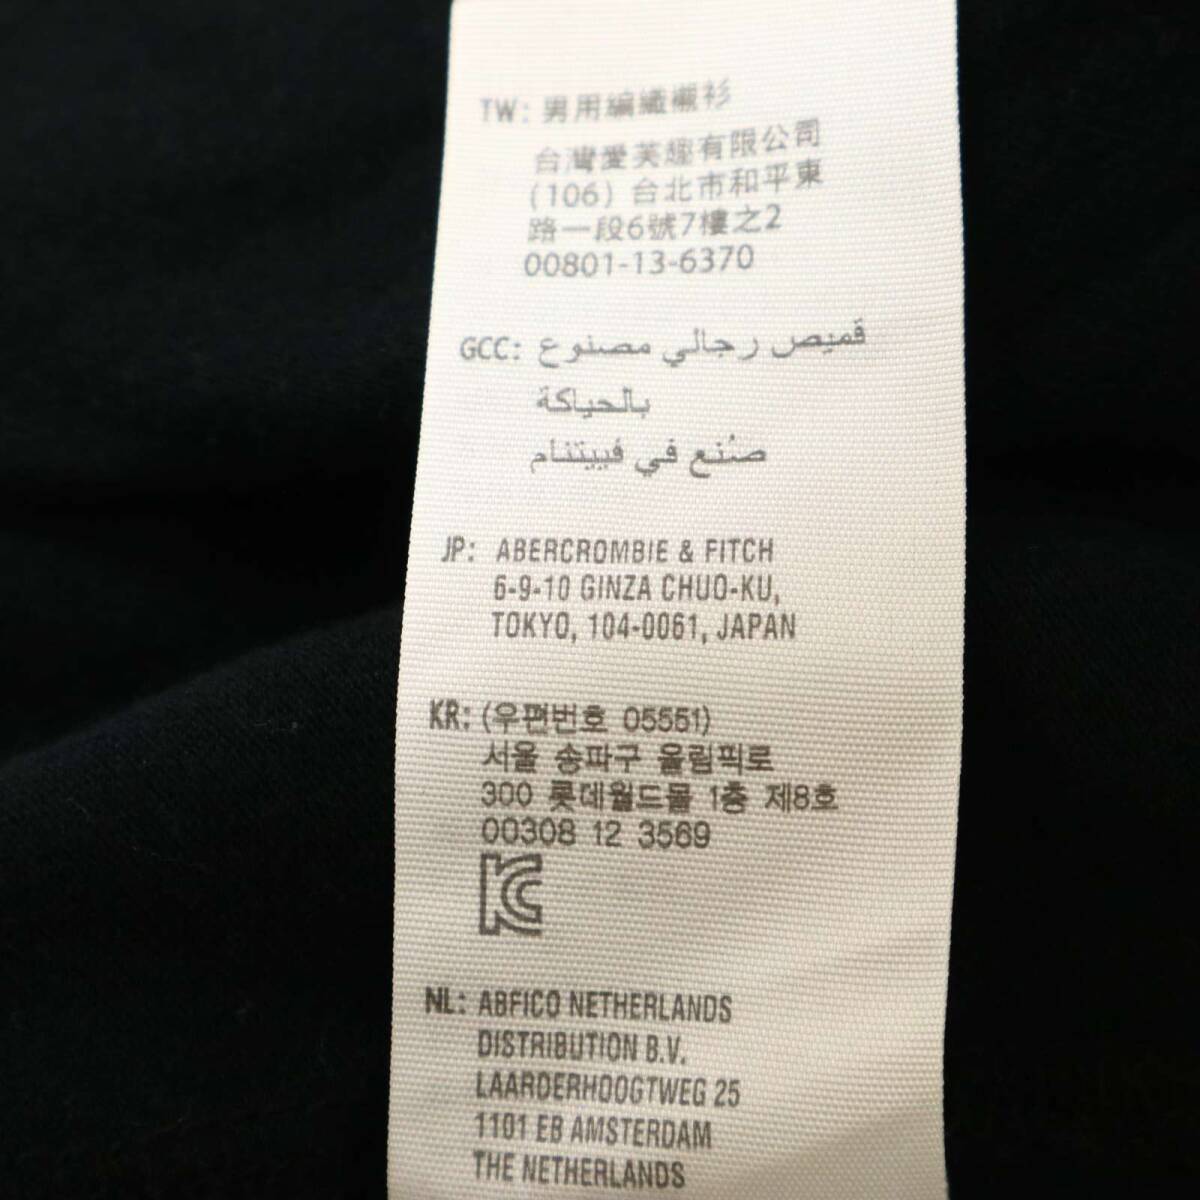 TW: 男用編織襯衫
台灣愛芙趣有限公司
(106) 台北市和平東
路一段6號7樓之2
00801-13-6370
GCC: قميص رجالي مصنوع
بالحياكة
صُنع في فييتنام
JP: ABERCROMBIE & FITCH
6-9-10 GINZA CHUO-KU,
TOKYO, 104-0061, JAPAN
KR: (우편번호 05551)
서울 송파구 올림픽로
300 롯데월드몰 1층 제8호
00308 12 3569
NL: ABFICO NETHERLANDS
DISTRIBUTION B.V.
LAARDERHOOGTWEG 25
1101 EB AMSTERDAM
THE NETHERLANDS